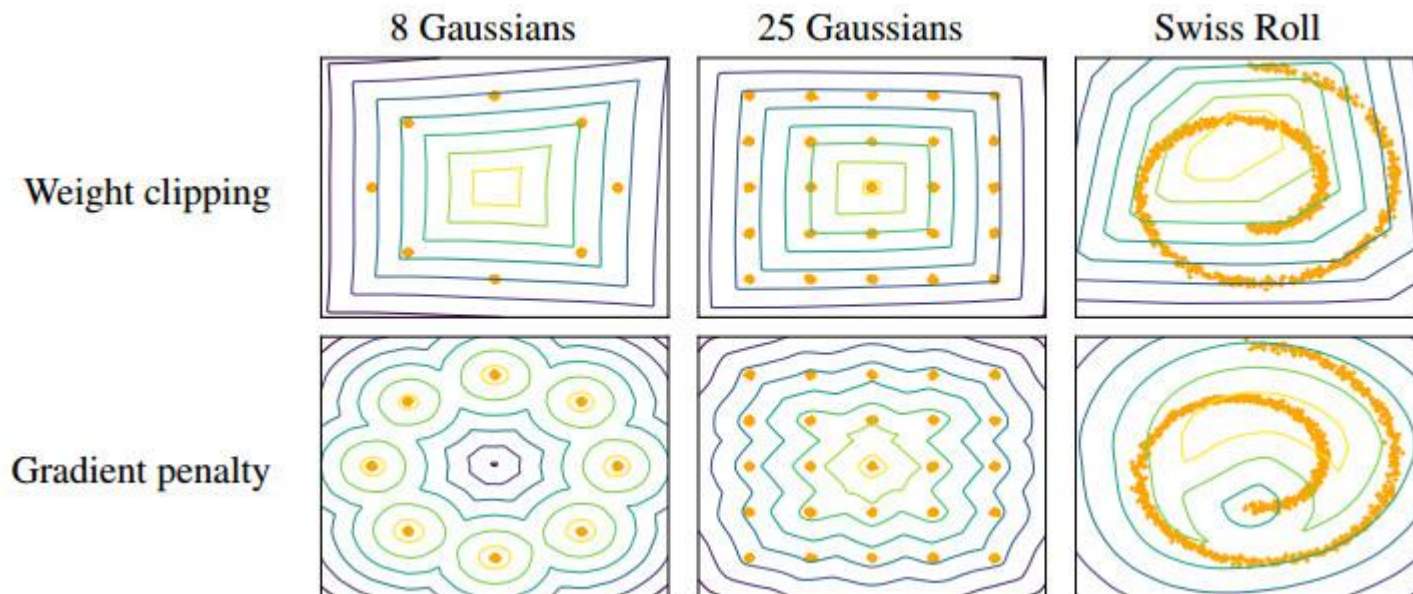 8 Gaussians
25 Gaussians
Swiss Roll
Weight clipping
Gradient penalty